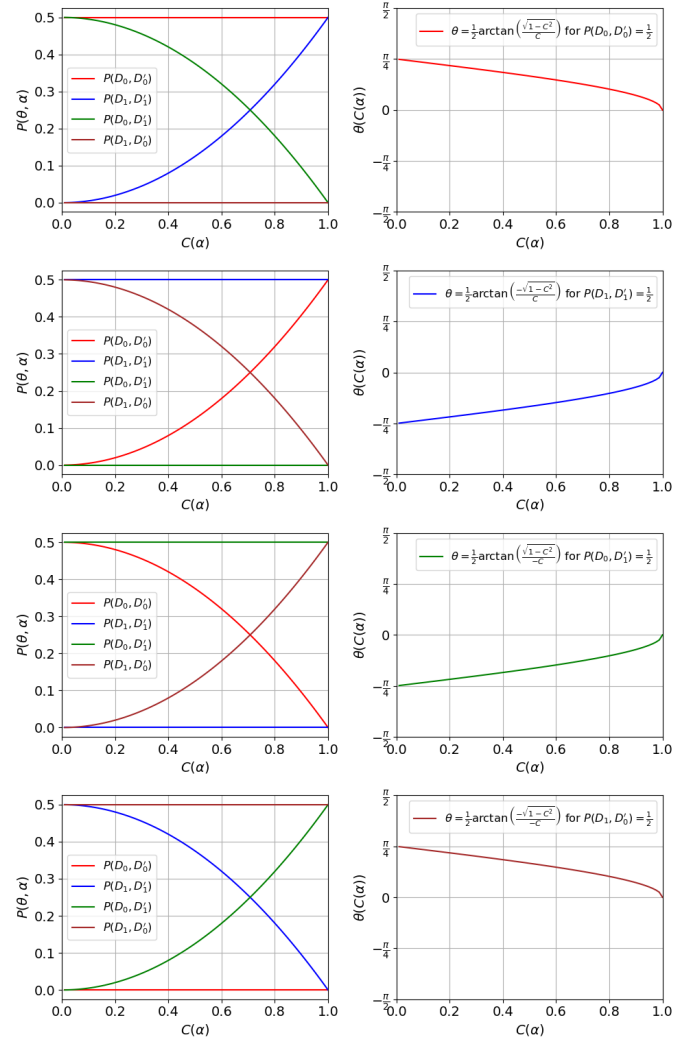 0.5
0.4
0.3
0.2
0.1
0.0
P(θ, α)
P(D₀, D′₀)
P(D₁, D′₁)
P(D₀, D′₁)
P(D₁, D′₀)
0.0 0.2 0.4 0.6 0.8 1.0
C(α)
π/2
π/4
0
−π/4
−π/2
θ(C(α))
θ = 1/2 arctan(√(1−C²)/C) for P(D₀, D′₀) = 1/2
0.0 0.2 0.4 0.6 0.8 1.0
C(α)
0.5
0.4
0.3
0.2
0.1
0.0
P(θ, α)
P(D₀, D′₀)
P(D₁, D′₁)
P(D₀, D′₁)
P(D₁, D′₀)
0.0 0.2 0.4 0.6 0.8 1.0
C(α)
π/2
π/4
0
−π/4
−π/2
θ(C(α))
θ = 1/2 arctan(−√(1−C²)/C) for P(D₁, D′₁) = 1/2
0.0 0.2 0.4 0.6 0.8 1.0
C(α)
0.5
0.4
0.3
0.2
0.1
0.0
P(θ, α)
P(D₀, D′₀)
P(D₁, D′₁)
P(D₀, D′₁)
P(D₁, D′₀)
0.0 0.2 0.4 0.6 0.8 1.0
C(α)
π/2
π/4
0
−π/4
−π/2
θ(C(α))
θ = 1/2 arctan(√(1−C²)/−C) for P(D₀, D′₁) = 1/2
0.0 0.2 0.4 0.6 0.8 1.0
C(α)
0.5
0.4
0.3
0.2
0.1
0.0
P(θ, α)
P(D₀, D′₀)
P(D₁, D′₁)
P(D₀, D′₁)
P(D₁, D′₀)
0.0 0.2 0.4 0.6 0.8 1.0
C(α)
π/2
π/4
0
−π/4
−π/2
θ(C(α))
θ = 1/2 arctan(−√(1−C²)/−C) for P(D₁, D′₀) = 1/2
0.0 0.2 0.4 0.6 0.8 1.0
C(α)